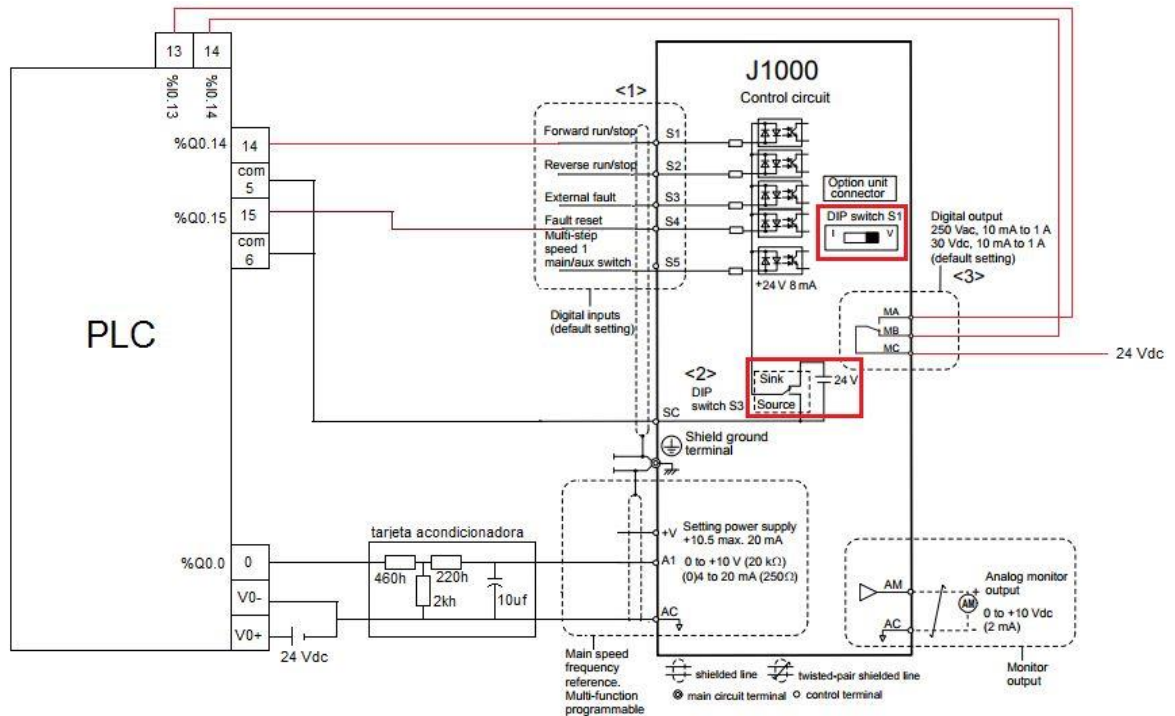 13 14
%I0.13
%I0.14
%Q0.14
14
com
5
%Q0.15
15
com
6
PLC
%Q0.0
0
V0-
V0+
24 Vdc
tarjeta acondicionadora
460h
220h
2kh
10uf
J1000
Control circuit
<1>
Forward run/stop
S1
Reverse run/stop
S2
External fault
S3
Fault reset
S4
Multi-step
speed 1
main/aux switch
S5
Digital inputs
(default setting)
+24 V 8 mA
Option unit
connector
DIP switch S1
I V
Digital output
250 Vac, 10 mA to 1 A
30 Vdc, 10 mA to 1 A
(default setting)
<3>
MA
MB
MC
24 Vdc
<2>
DIP
switch S3
Sink
Source
24 V
SC
Shield ground
terminal
+V
Setting power supply
+10.5 max. 20 mA
A1
0 to +10 V (20 kΩ)
(0)4 to 20 mA (250Ω)
AC
Main speed
frequency
reference.
Multi-function
programmable
AM
AC
AM
+
-
Analog monitor
output
0 to +10 Vdc
(2 mA)
Monitor
output
shielded line
twisted-pair shielded line
main circuit terminal
control terminal